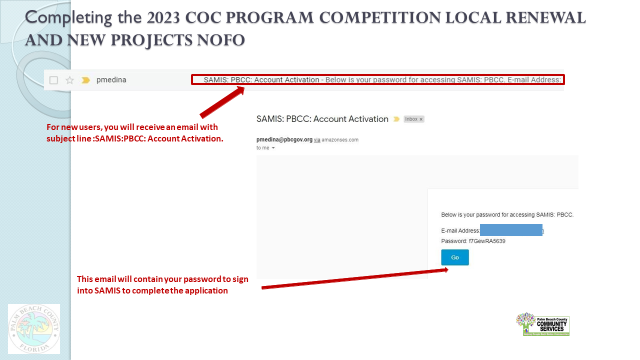 Completing the 2023 COC PROGRAM COMPETITION LOCAL RENEWAL
AND NEW PROJECTS NOFO
pmedina
SAMIS: PBCC: Account Activation - Below is your password for accessing SAMIS: PBCC. E-mail Address:
For new users, you will receive an email with
subject line :SAMIS:PBCC: Account Activation.
SAMIS: PBCC: Account Activation
Inbox x
pmedina@pbcgov.org via amazonses.com
to me
Below is your password for accessing SAMIS: PBCC.
E-mail Address:
Password: f7GewRA5639
Go
This email will contain your password to sign
into SAMIS to complete the application
PALM BEACH COUNTY
FLORIDA
Palm Beach County
COMMUNITY
SERVICES